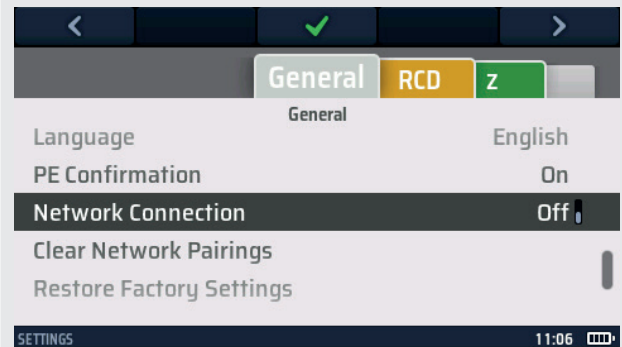 General RCD Z
General
Language English
PE Confirmation On
Network Connection Off
Clear Network Pairings
Restore Factory Settings
SETTINGS 11:06